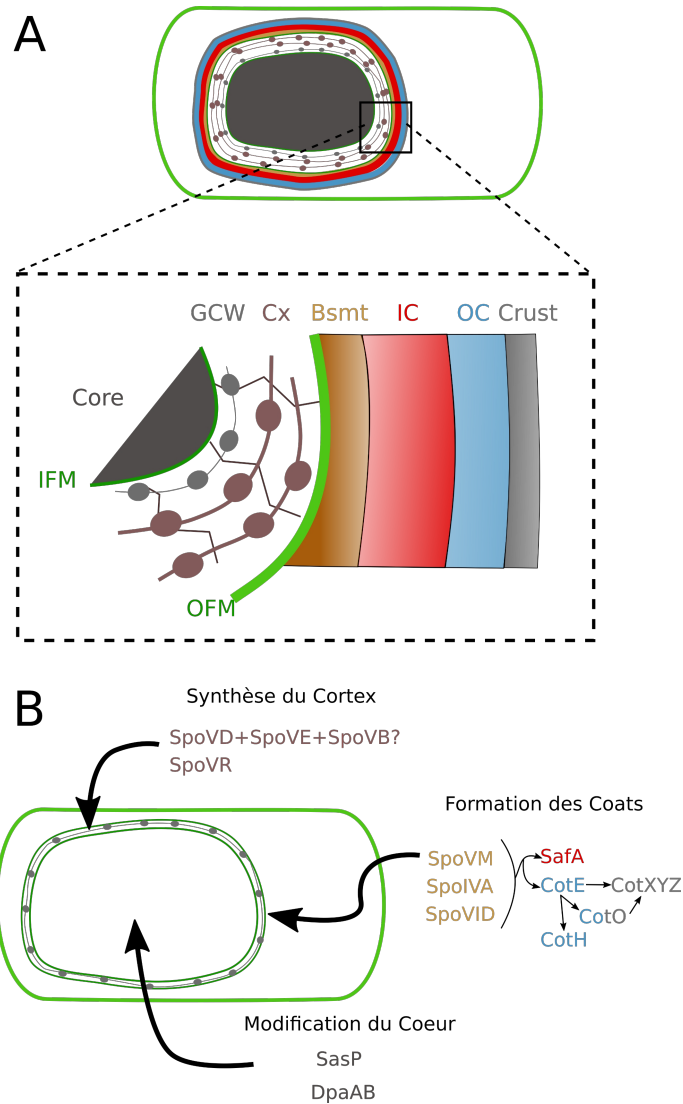 A
GCW Cx Bsmt IC OC Crust
Core
IFM
OFM
B
Synthèse du Cortex
SpoVD+SpoVE+SpoVB?
SpoVR
Formation des Coats
SpoVM
SpoIVA
SpoVID
SafA
CotE
CotXYZ
CotO
CotH
Modification du Coeur
SasP
DpaAB